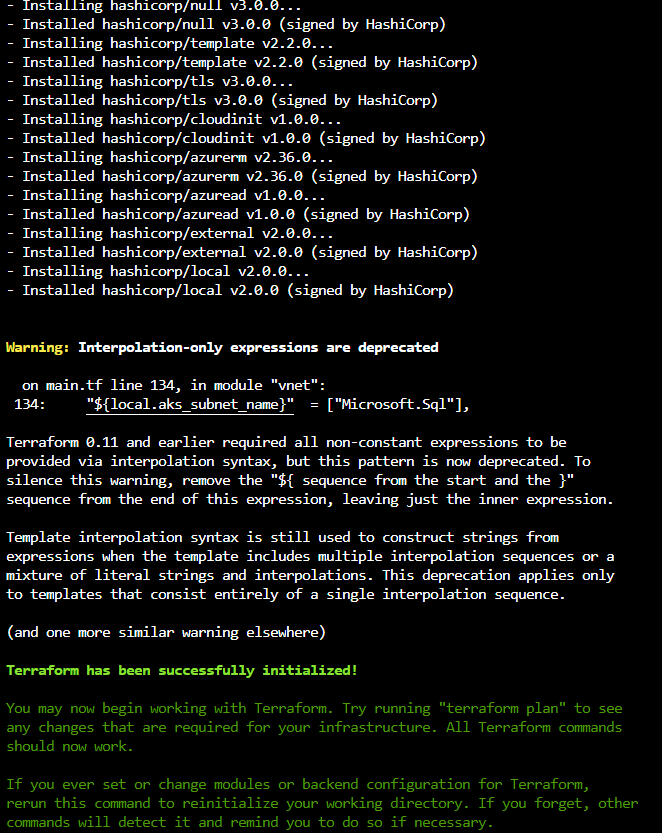 - Installing hashicorp/null v3.0.0...
- Installed hashicorp/null v3.0.0 (signed by HashiCorp)
- Installing hashicorp/template v2.2.0...
- Installed hashicorp/template v2.2.0 (signed by HashiCorp)
- Installing hashicorp/tls v3.0.0...
- Installed hashicorp/tls v3.0.0 (signed by HashiCorp)
- Installing hashicorp/cloudinit v1.0.0...
- Installed hashicorp/cloudinit v1.0.0 (signed by HashiCorp)
- Installing hashicorp/azurerm v2.36.0...
- Installed hashicorp/azurerm v2.36.0 (signed by HashiCorp)
- Installing hashicorp/azuread v1.0.0...
- Installed hashicorp/azuread v1.0.0 (signed by HashiCorp)
- Installing hashicorp/external v2.0.0...
- Installed hashicorp/external v2.0.0 (signed by HashiCorp)
- Installing hashicorp/local v2.0.0...
- Installed hashicorp/local v2.0.0 (signed by HashiCorp)
Warning: Interpolation-only expressions are deprecated
on main.tf line 134, in module "vnet":
134:     "${local.aks_subnet_name}"  = ["Microsoft.Sql"],
Terraform 0.11 and earlier required all non-constant expressions to be
provided via interpolation syntax, but this pattern is now deprecated. To
silence this warning, remove the "${ sequence from the start and the }"
sequence from the end of this expression, leaving just the inner expression.
Template interpolation syntax is still used to construct strings from
expressions when the template includes multiple interpolation sequences or a
mixture of literal strings and interpolations. This deprecation applies only
to templates that consist entirely of a single interpolation sequence.
(and one more similar warning elsewhere)
Terraform has been successfully initialized!
You may now begin working with Terraform. Try running "terraform plan" to see
any changes that are required for your infrastructure. All Terraform commands
should now work.
If you ever set or change modules or backend configuration for Terraform,
rerun this command to reinitialize your working directory. If you forget, other
commands will detect it and remind you to do so if necessary.